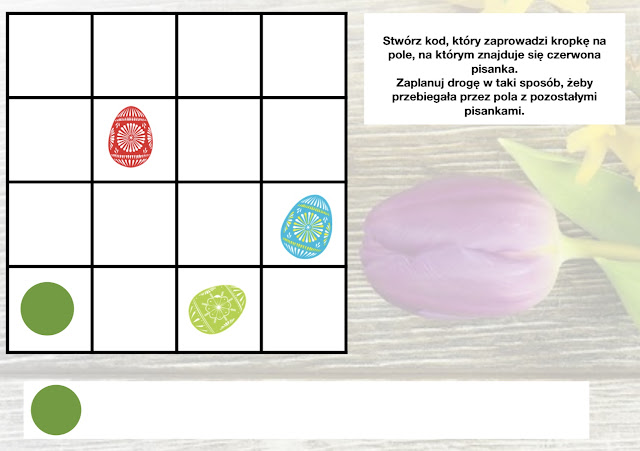 Stwórz kod, który zaprowadzi kropkę na
pole, na którym znajduje się czerwona
pisanka.
Zaplanuj drogę w taki sposób, żeby
przebiegała przez pola z pozostałymi
pisankami.